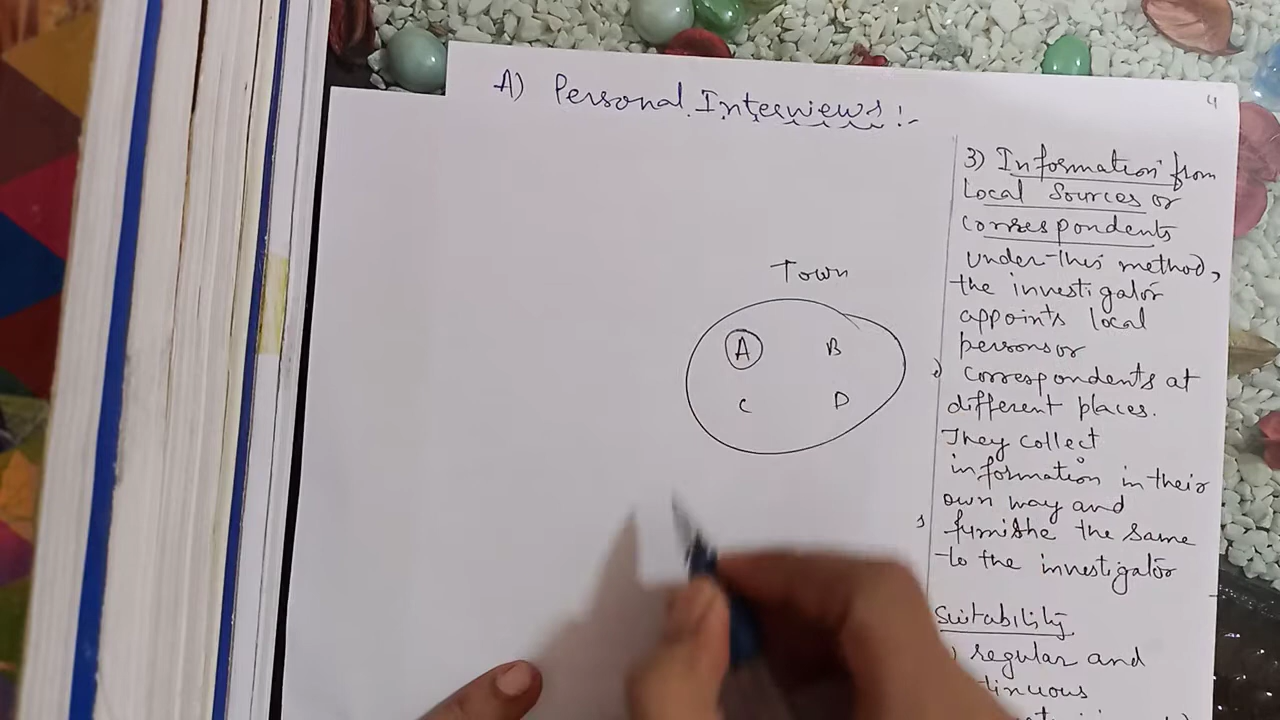 A) Personal Interviews :-
4
Town
A B
C D
3) Information from
Local Sources or
correspondents
under this method,
the investigator
appoints local
persons or
correspondents at
different places.
They collect
information in their
own way and
furnishe the same
to the investigator
Suitability
regular and